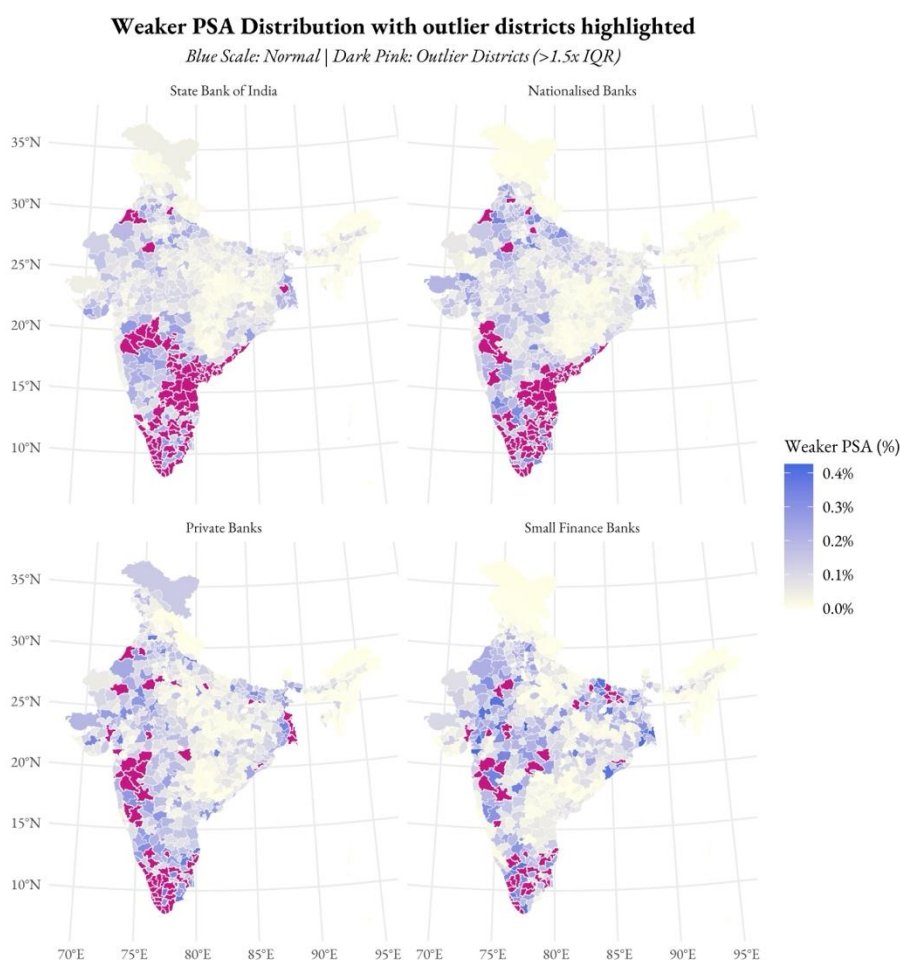 Weaker PSA Distribution with outlier districts highlighted
Blue Scale: Normal | Dark Pink: Outlier Districts (>1.5x IQR)
State Bank of India
Nationalised Banks
35°N
30°N
25°N
20°N
15°N
10°N
Weaker PSA (%)
0.4%
0.3%
0.2%
0.1%
0.0%
Private Banks
Small Finance Banks
35°N
30°N
25°N
20°N
15°N
10°N
70°E 75°E 80°E 85°E 90°E 95°E 70°E 75°E 80°E 85°E 90°E 95°E